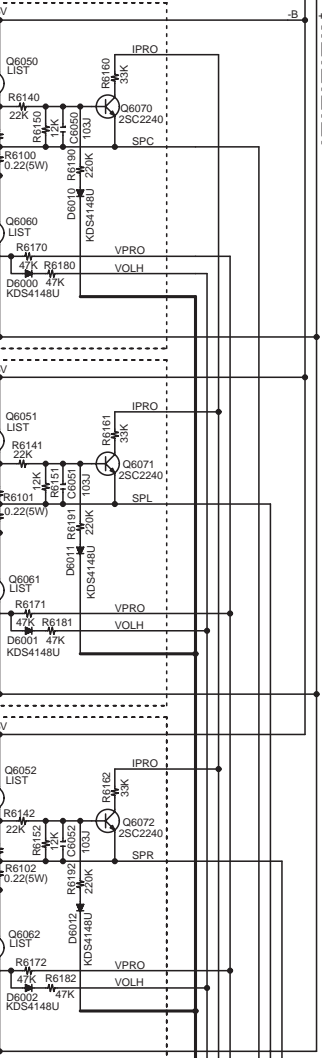 V
-B
+
IPRO
Q6050
LIST
R6160
33K
R6140
22K
R6150
12K
C6050
103J
Q6070
2SC2240
SPC
R6100
0.22(5W)
R6190
220K
D6010
KDS4148U
Q6060
LIST
R6170
47K
VPRO
R6180
47K
VOLH
D6000
KDS4148U
V
IPRO
Q6051
LIST
R6161
33K
R6141
22K
12K
R6151
C6051
103J
Q6071
2SC2240
SPL
R6101
0.22(5W)
R6191
220K
D6011
KDS4148U
Q6061
LIST
R6171
47K
VPRO
R6181
47K
VOLH
D6001
KDS4148U
V
IPRO
Q6052
LIST
R6162
33K
R6142
22K
R6152
12K
C6052
103J
Q6072
2SC2240
SPR
R6102
0.22(5W)
R6192
220K
D6012
KDS4148U
Q6062
LIST
R6172
47K
VPRO
R6182
47K
VOLH
D6002
KDS4148U